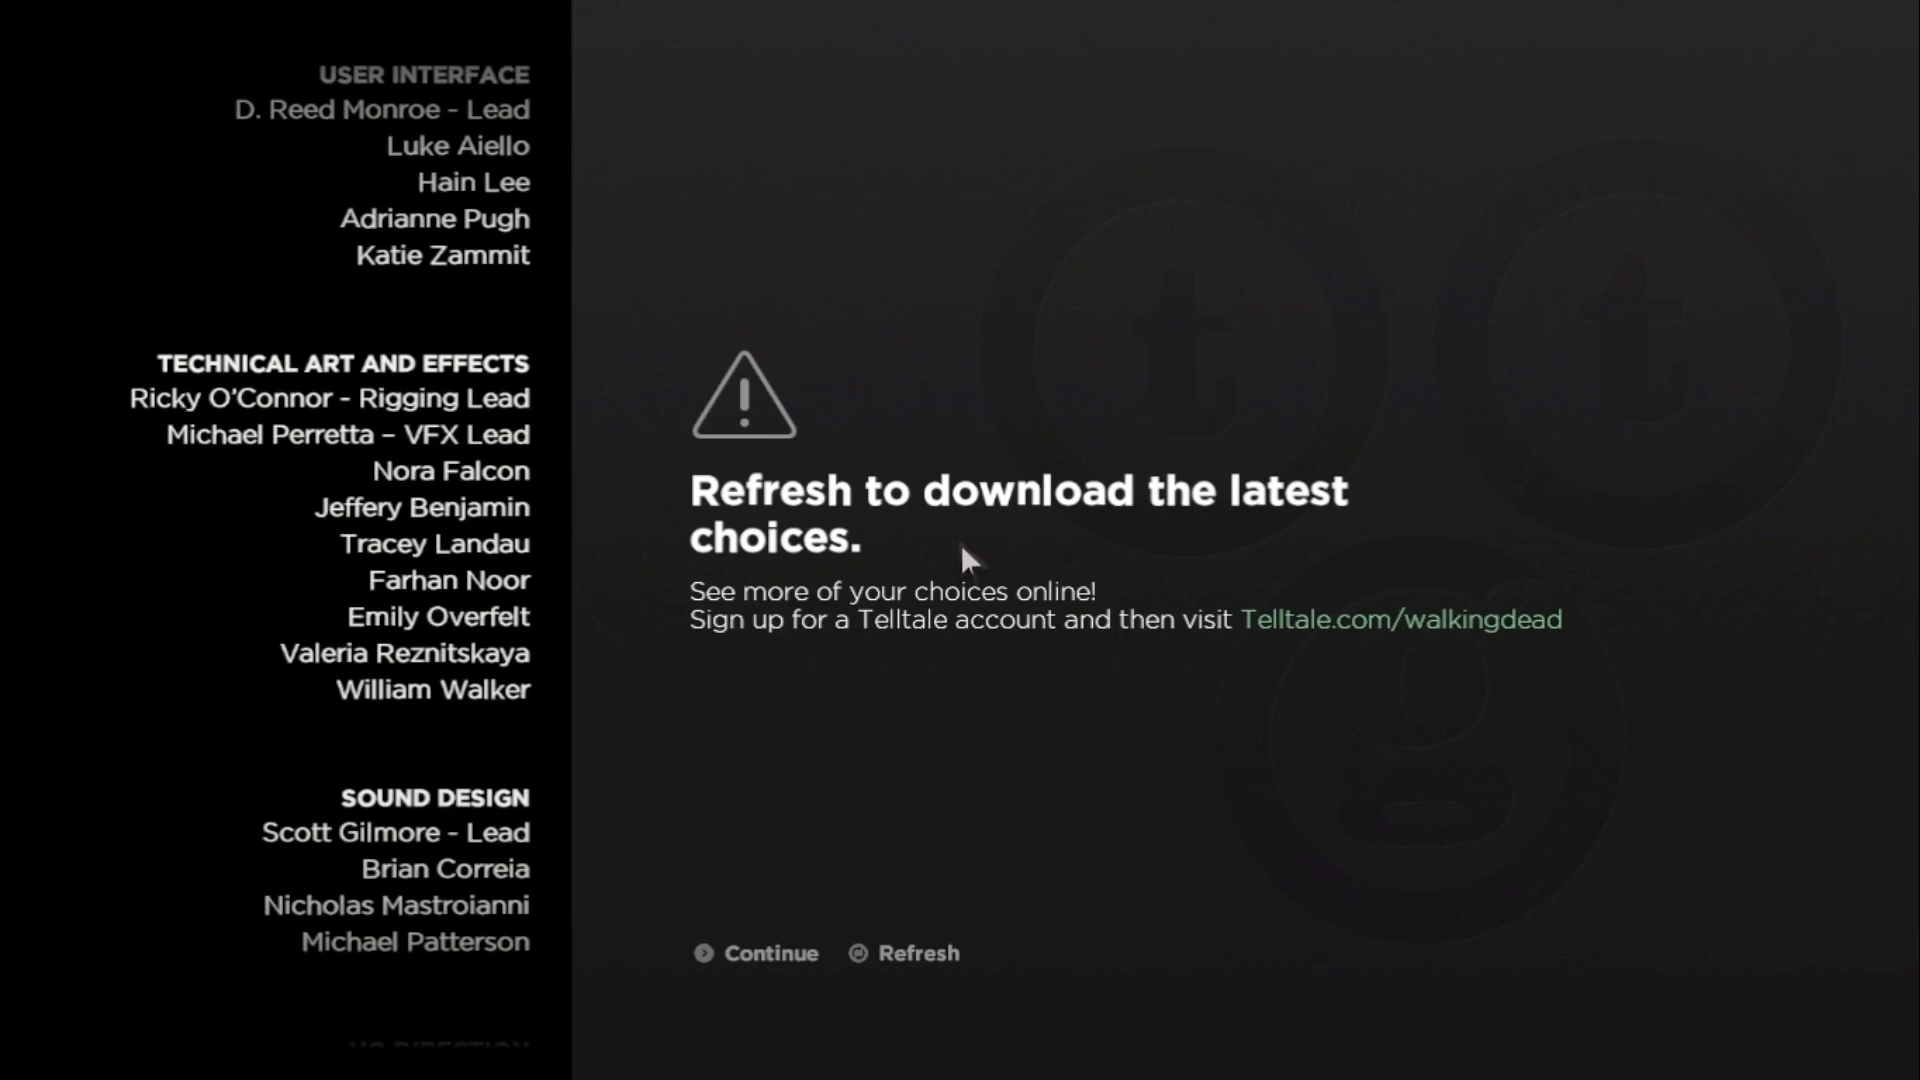 USER INTERFACE
D. Reed Monroe - Lead
Luke Aiello
Hain Lee
Adrianne Pugh
Katie Zammit
TECHNICAL ART AND EFFECTS
Ricky O'Connor - Rigging Lead
Michael Perretta – VFX Lead
Nora Falcon
Jeffery Benjamin
Tracey Landau
Farhan Noor
Emily Overfelt
Valeria Reznitskaya
William Walker
SOUND DESIGN
Scott Gilmore - Lead
Brian Correia
Nicholas Mastroianni
Michael Patterson
VO DIRECTION
t t
Refresh to download the latest
choices.
See more of your choices online!
Sign up for a Telltale account and then visit Telltale.com/walkingdead
g
Continue Refresh